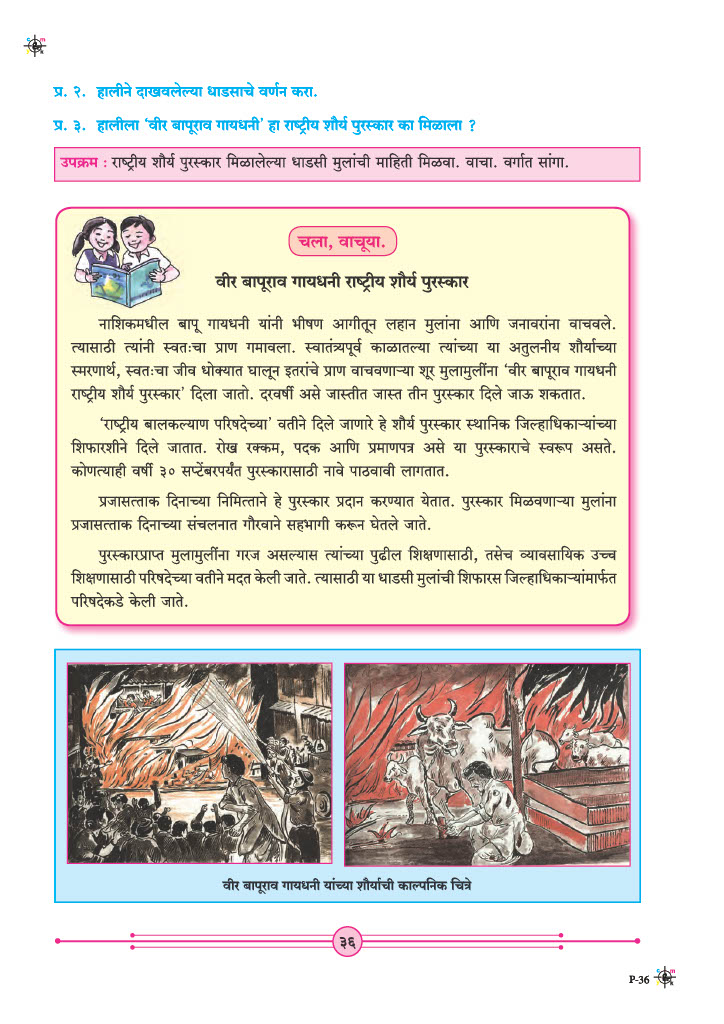 प्र. २. हालीने दाखवलेल्या धाडसाचे वर्णन करा.
प्र. ३. हालीला ‘वीर बापूराव गायधनी’ हा राष्ट्रीय शौर्य पुरस्कार का मिळाला ?
उपक्रम : राष्ट्रीय शौर्य पुरस्कार मिळालेल्या धाडसी मुलांची माहिती मिळवा. वाचा. वर्गात सांगा.
चला, वाचूया.
वीर बापूराव गायधनी राष्ट्रीय शौर्य पुरस्कार
नाशिकमधील बापू गायधनी यांनी भीषण आगीतून लहान मुलांना आणि जनावरांना वाचवले.
त्यासाठी त्यांनी स्वतःचा प्राण गमावला. स्वातंत्र्यपूर्व काळातल्या त्यांच्या या अतुलनीय शौर्याच्या
स्मरणार्थ, स्वतःचा जीव धोक्यात घालून इतरांचे प्राण वाचवणाऱ्या शूर मुलामुलींना ‘वीर बापूराव गायधनी
राष्ट्रीय शौर्य पुरस्कार’ दिला जातो. दरवर्षी असे जास्तीत जास्त तीन पुरस्कार दिले जाऊ शकतात.
‘राष्ट्रीय बालकल्याण परिषदेच्या’ वतीने दिले जाणारे हे शौर्य पुरस्कार स्थानिक जिल्हाधिकाऱ्यांच्या
शिफारशीने दिले जातात. रोख रक्कम, पदक आणि प्रमाणपत्र असे या पुरस्काराचे स्वरूप असते.
कोणत्याही वर्षी ३० सप्टेंबरपर्यंत पुरस्कारासाठी नावे पाठवावी लागतात.
प्रजासत्ताक दिनाच्या निमित्ताने हे पुरस्कार प्रदान करण्यात येतात. पुरस्कार मिळवणाऱ्या मुलांना
प्रजासत्ताक दिनाच्या संचलनात गौरवाने सहभागी करून घेतले जाते.
पुरस्कारप्राप्त मुलामुलींना गरज असल्यास त्यांच्या पुढील शिक्षणासाठी, तसेच व्यावसायिक उच्च
शिक्षणासाठी परिषदेच्या वतीने मदत केली जाते. त्यासाठी या धाडसी मुलांची शिफारस जिल्हाधिकाऱ्यांमार्फत
परिषदेकडे केली जाते.
वीर बापूराव गायधनी यांच्या शौर्याची काल्पनिक चित्रे
३६
P-36